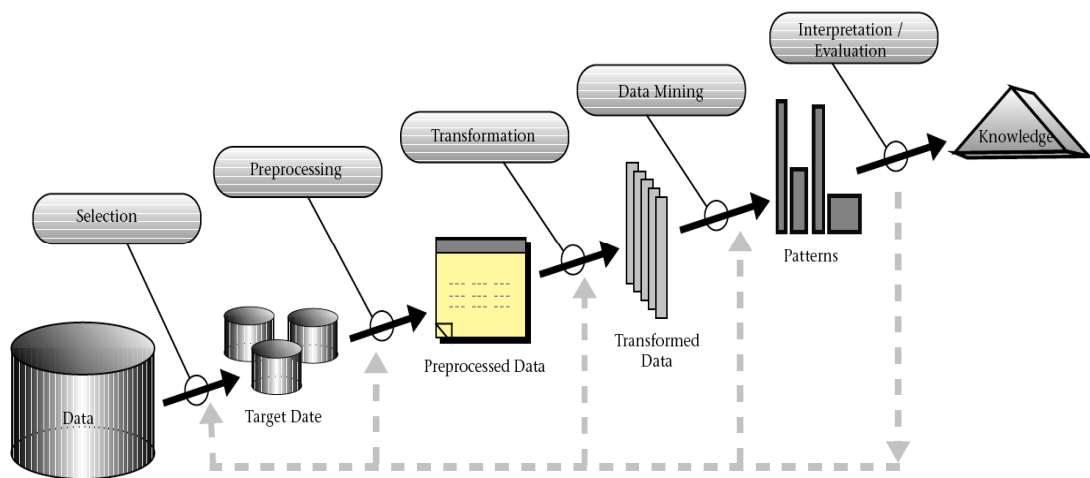 Interpretation /
Evaluation
Data Mining
Transformation
Preprocessing
Selection
Knowledge
Patterns
Transformed
Data
Preprocessed Data
Target Date
Data